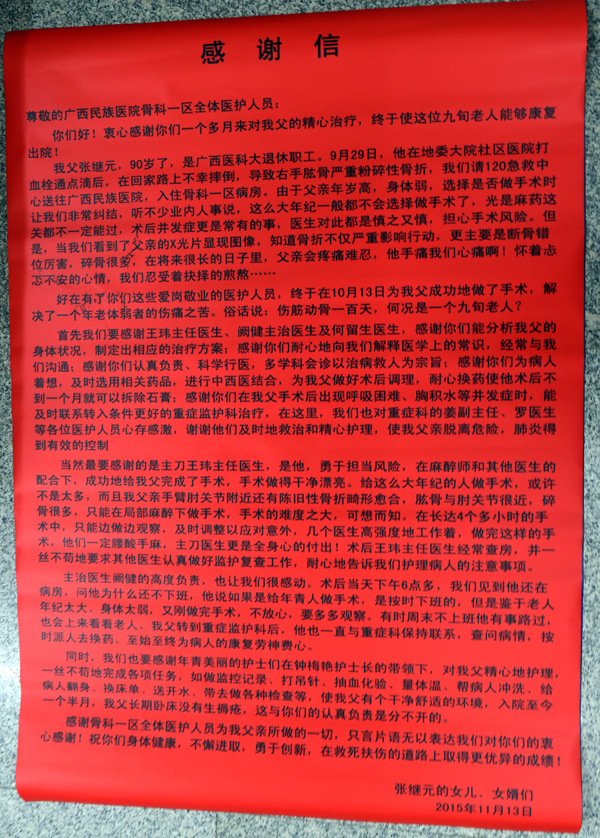 感谢信
尊敬的广西民族医院骨科一区全体医护人员：
你们好！衷心感谢你们一个多月来对我父的精心治疗，终于使这位九旬老人能够康复
出院！
我父张继元，90岁了，是广西医科大退休职工。9月29日，他在地委大院社区医院打
血栓通点滴后，在回家路上不幸摔倒，导致右手肱骨严重粉碎性骨折，我们请120急救中
心送往广西民族医院，入住骨科一区病房。由于父亲年岁高，身体弱，选择是否做手术时
让我们非常纠结，听不少业内人事说，这么大年纪一般都不会选择做手术了，光是麻药这
关都不一定能过，术后并发症更是常有的事，医生对此都是慎之又慎，担心手术风险。但
是，当我们看到了父亲的X光片显现图像，知道骨折不仅严重影响行动，更主要是断骨错
位厉害，碎骨很多，在将来很长的日子里，父亲会疼痛难忍，他手痛我们心痛啊！怀着忐
忑不安的心情，我们忍受着抉择的煎熬……
好在有了你们这些爱岗敬业的医护人员，终于在10月13日为我父成功地做了手术，解
决了一个年老体弱者的伤痛之苦。俗话说：伤筋动骨一百天，何况是一个九旬老人？
首先我们要感谢王玮主任医生、阙健主治医生及何留生医生，感谢你们能分析我父的
身体状况，制定出相应的治疗方案；感谢你们耐心地向我们解释医学上的常识，经常与我
们沟通；感谢你们认真负责、科学行医，多学科会诊以治病救人为宗旨；感谢你们为病人
着想，及时选用相关药品，进行中西医结合，为我父做好术后调理，耐心换药使他术后不
到一个月就可以拆除石膏；感谢你们在我父手术后出现呼吸困难、胸积水等并发症时，能
及时联系转入条件更好的重症监护科治疗，在这里，我们也对重症科的姜副主任、罗医生
等各位医护人员心存感激，谢谢他们及时地救治和精心护理，使我父亲脱离危险，肺炎得
到有效的控制
当然最要感谢的是主刀王玮主任医生，是他，勇于担当风险，在麻醉师和其他医生的
配合下，成功地给我父完成了手术，手术做得干净漂亮。给这么大年纪的人做手术，或许
不是太多，而且我父亲手臂肘关节附近还有陈旧性骨折畸形愈合，肱骨与肘关节很近，碎
骨很多，只能在局部麻醉下做手术，手术的难度之大，可想而知。在长达4个多小时的手
术中，只能边做边观察，及时调整以应对意外，几个医生高强度地工作着，做完这样的手
术，他们一定腰酸手麻，主刀医生更是全身心的付出！术后王玮主任医生经常查房，并一
丝不苟地要求其他医生认真做好监护复查工作，耐心地告诉我们护理病人的注意事项。
主治医生阙健的高度负责，也让我们很感动。术后当天下午6点多，我们见到他还在
病房，问他为什么还不下班，他说如果是给年青人做手术，是按时下班的，但是鉴于老人
年纪太大、身体太弱，又刚做完手术，不放心，要多多观察。有时周末不上班他有事路过，
也会上来看看老人。我父转到重症监护科后，他也一直与重症科保持联系，查问病情，按
时派人去换药。至始至终为病人的康复劳神费心。
同时，我们也要感谢年青美丽的护士们在钟梅艳护士长的带领下，对我父精心地护理，
一丝不苟地完成各项任务，如做监控记录、打吊针、抽血化验、量体温、帮病人冲洗、给
病人翻身、换床单、送开水、带去做各种检查等，使我父有个干净舒适的环境，入院至今
一个半月，我父长期卧床没有生褥疮，这与你们的认真负责是分不开的。
感谢骨科一区全体医护人员为我父亲所做的一切，只言片语无以表达我们对你们的衷
心感谢！祝你们身体健康，不懈进取，勇于创新，在救死扶伤的道路上取得更优异的成绩！
张继元的女儿、女婿们
2015年11月13日